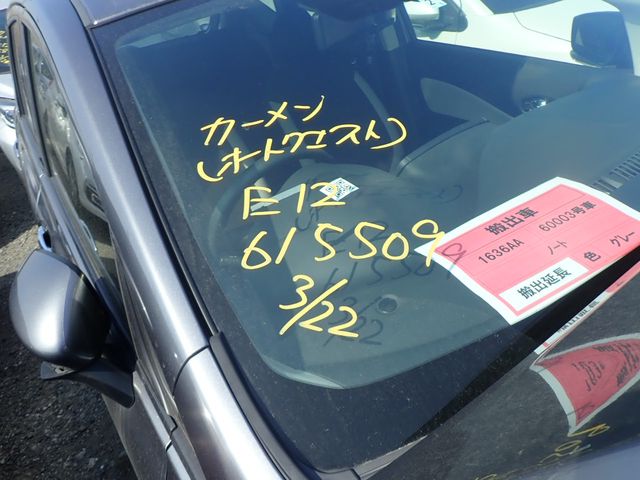 カーメン
(ホートクエスト)
E12
615509
3/22
搬出車
1636AA 60003号車
ノート
色 グレー
搬出延長